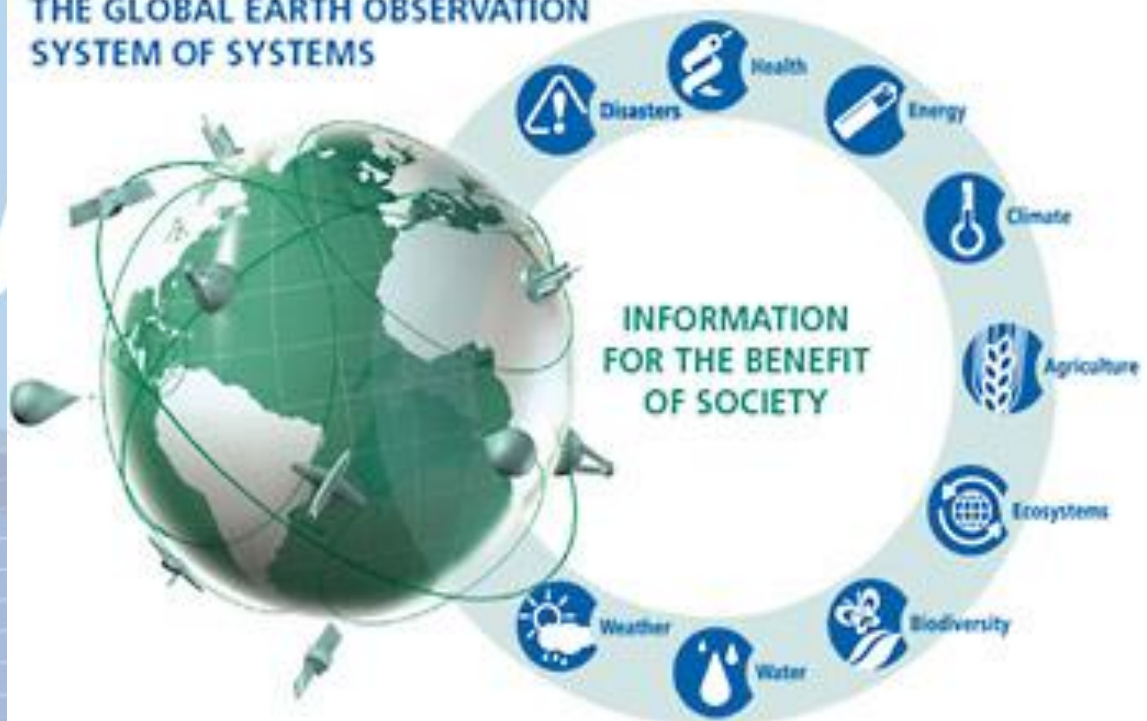 THE GLOBAL EARTH OBSERVATION
SYSTEM OF SYSTEMS
Health
Disasters
Energy
Climate
INFORMATION
FOR THE BENEFIT
OF SOCIETY
Agriculture
Ecosystems
Weather
Biodiversity
Water